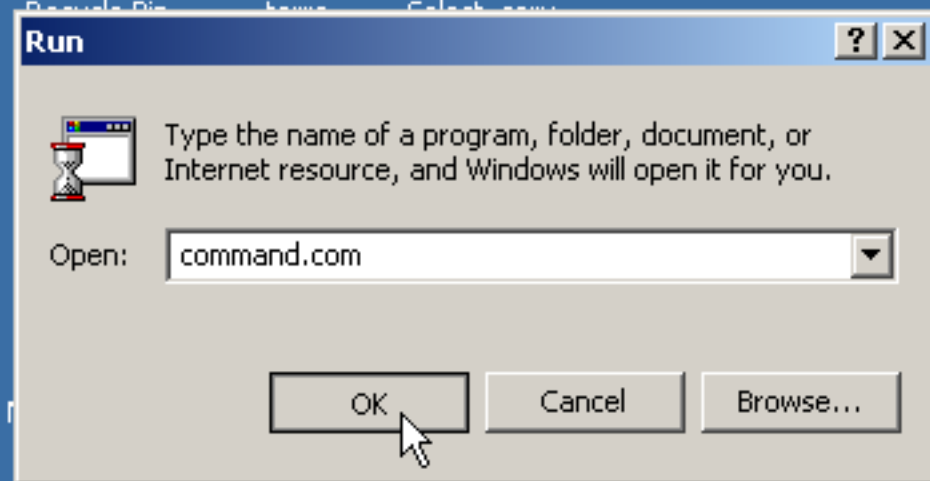 Run
Type the name of a program, folder, document, or
Internet resource, and Windows will open it for you.
Open: command.com
OK Cancel Browse...